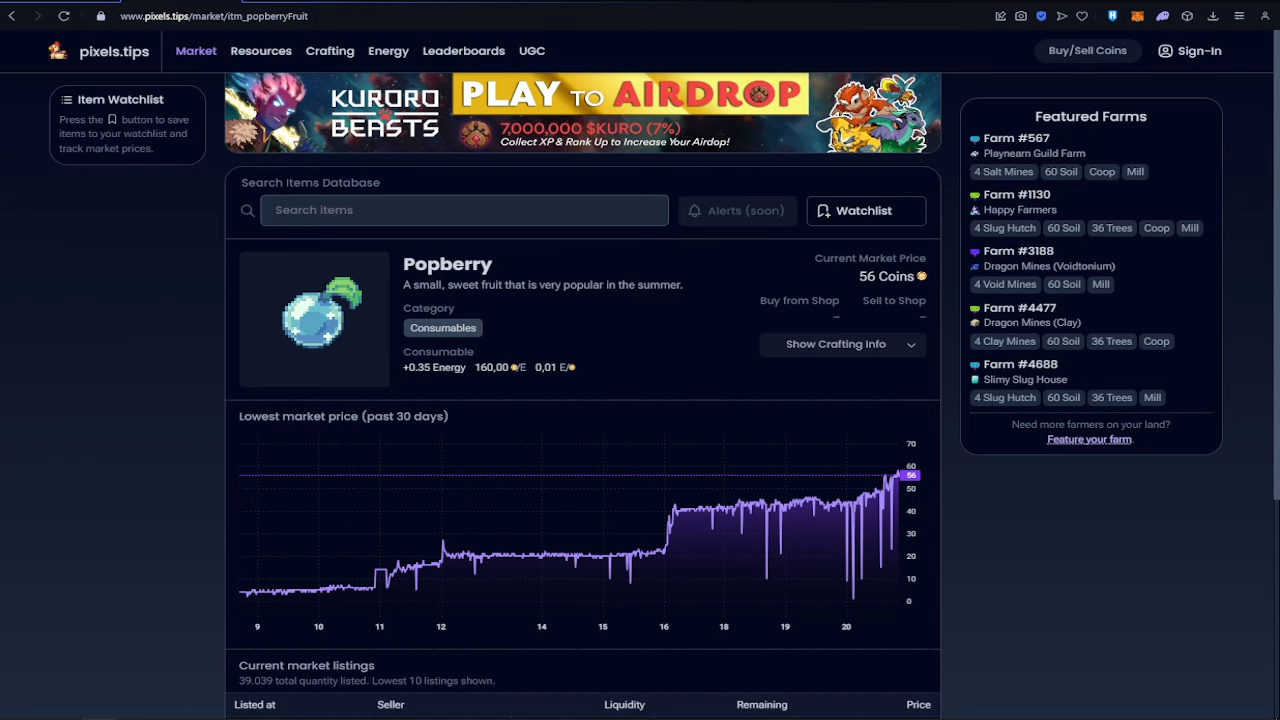 www.pixels.tips/market/itm_popberryFruit
pixels.tips
Market Resources Crafting Energy Leaderboards UGC
Buy/Sell Coins
Sign-In
Item Watchlist
Press the button to save
items to your watchlist and
track market prices.
KURORO
BEASTS
PLAY TO AIRDROP
7,000,000 $KURO (7%)
Collect XP & Rank Up to Increase Your Airdop!
Search Items Database
Search items
Alerts (soon)
Watchlist
Popberry
A small, sweet fruit that is very popular in the summer.
Category
Consumables
Consumable
+0.35 Energy 160,00 /E 0,01 E/
Current Market Price
56 Coins
Buy from Shop Sell to Shop
– –
Show Crafting Info
Lowest market price (past 30 days)
70
60
56
50
40
30
20
10
0
9 10 11 12 14 15 16 18 19 20
Current market listings
39.039 total quantity listed. Lowest 10 listings shown.
Listed at Seller Liquidity Remaining Price
Featured Farms
Farm #567
Playnearn Guild Farm
4 Salt Mines 60 Soil Coop Mill
Farm #1130
Happy Farmers
4 Slug Hutch 60 Soil 36 Trees Coop Mill
Farm #3188
Dragon Mines (Voidtonium)
4 Void Mines 60 Soil Mill
Farm #4477
Dragon Mines (Clay)
4 Clay Mines 60 Soil 36 Trees Coop
Farm #4688
Slimy Slug House
4 Slug Hutch 60 Soil 36 Trees Mill
Need more farmers on your land?
Feature your farm.